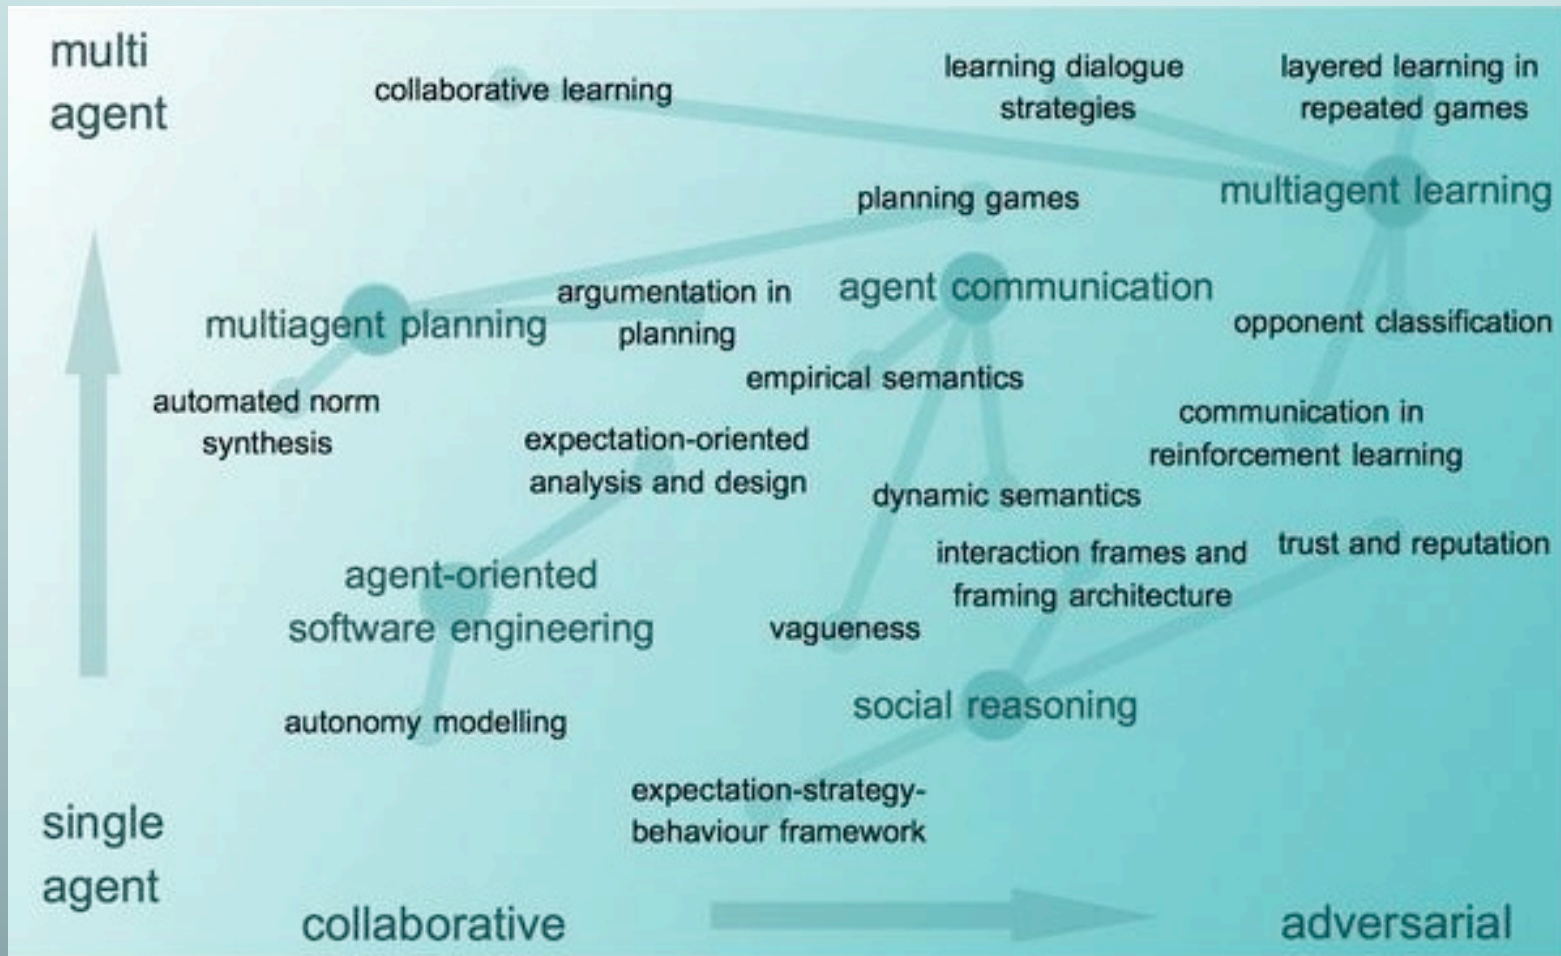 multi
agent
collaborative learning
learning dialogue
strategies
layered learning in
repeated games
multiagent learning
planning games
agent communication
argumentation in
planning
multiagent planning
opponent classification
empirical semantics
automated norm
synthesis
communication in
reinforcement learning
expectation-oriented
analysis and design
dynamic semantics
interaction frames and
framing architecture
trust and reputation
agent-oriented
software engineering
vagueness
social reasoning
autonomy modelling
expectation-strategy-
behaviour framework
single
agent
collaborative
adversarial